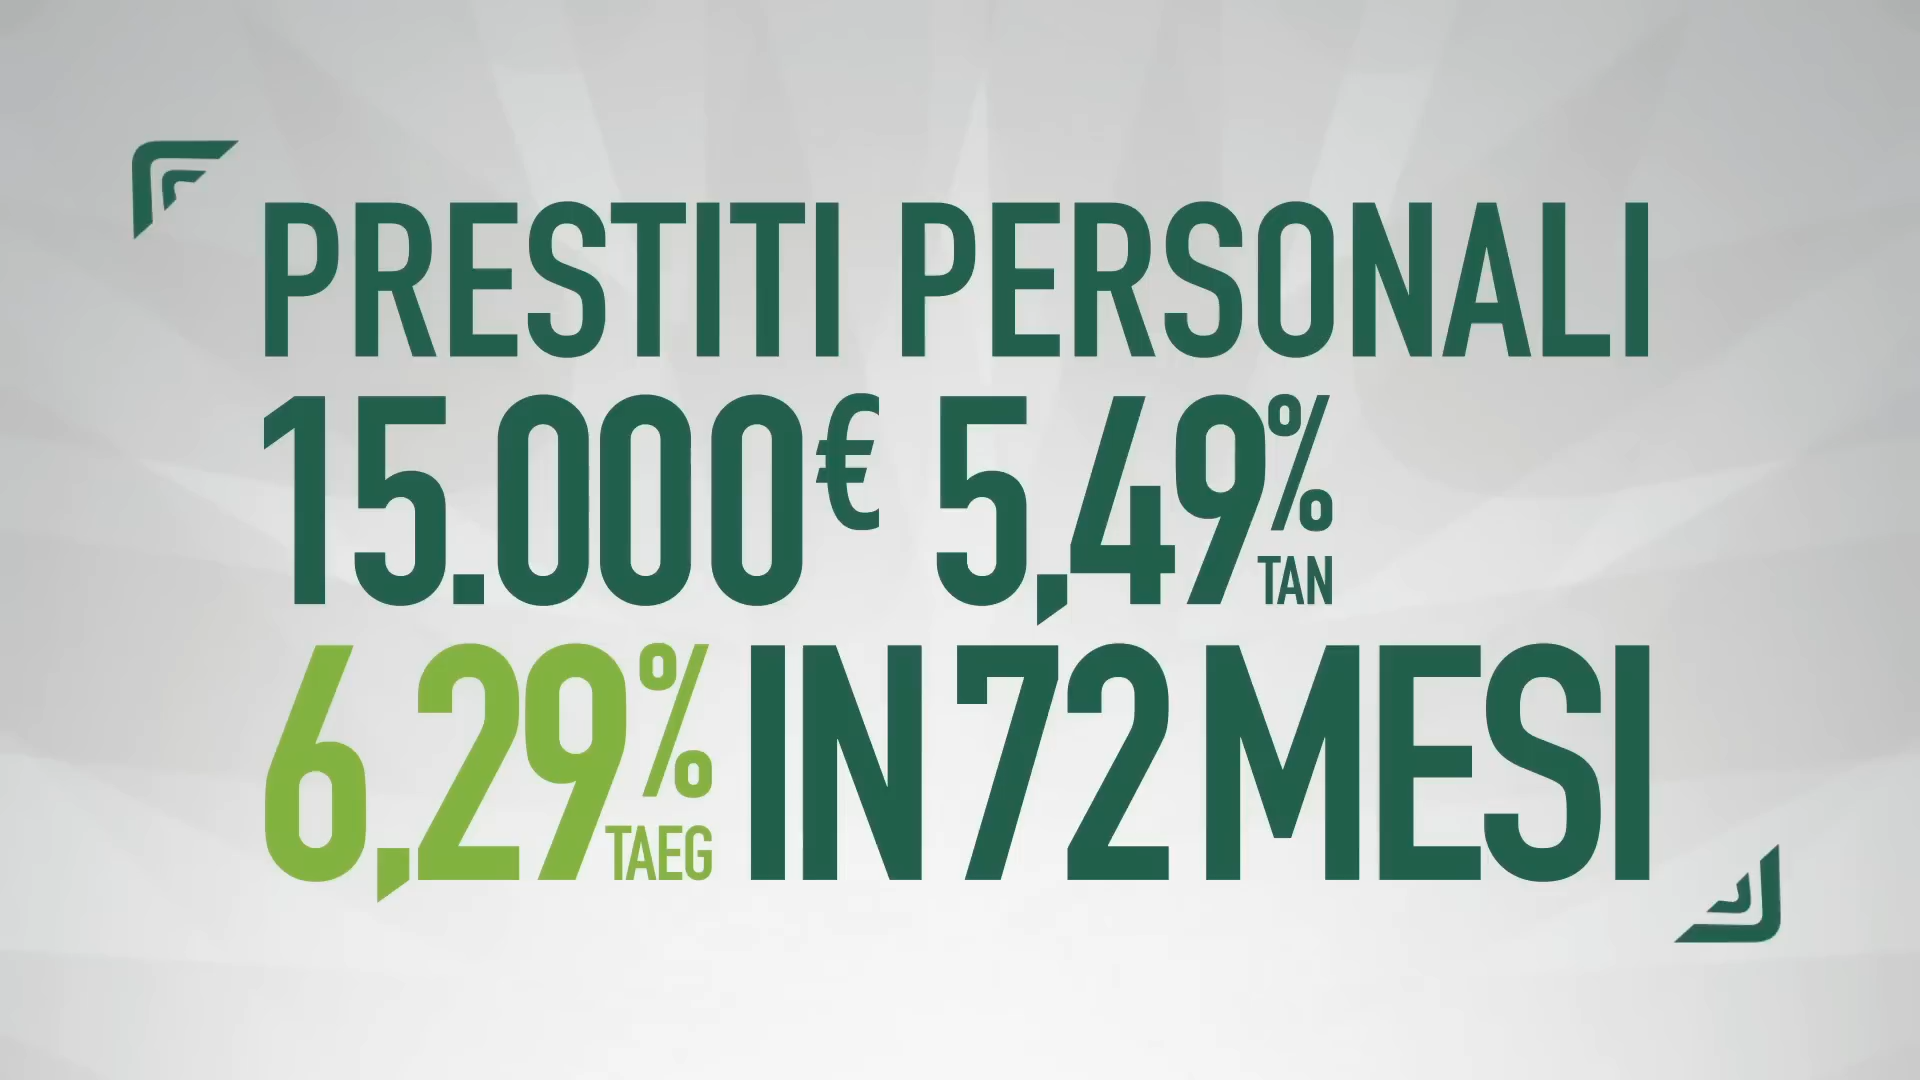 PRESTITI PERSONALI
15.000€ 5,49% TAN
6,29% TAEG IN 72 MESI